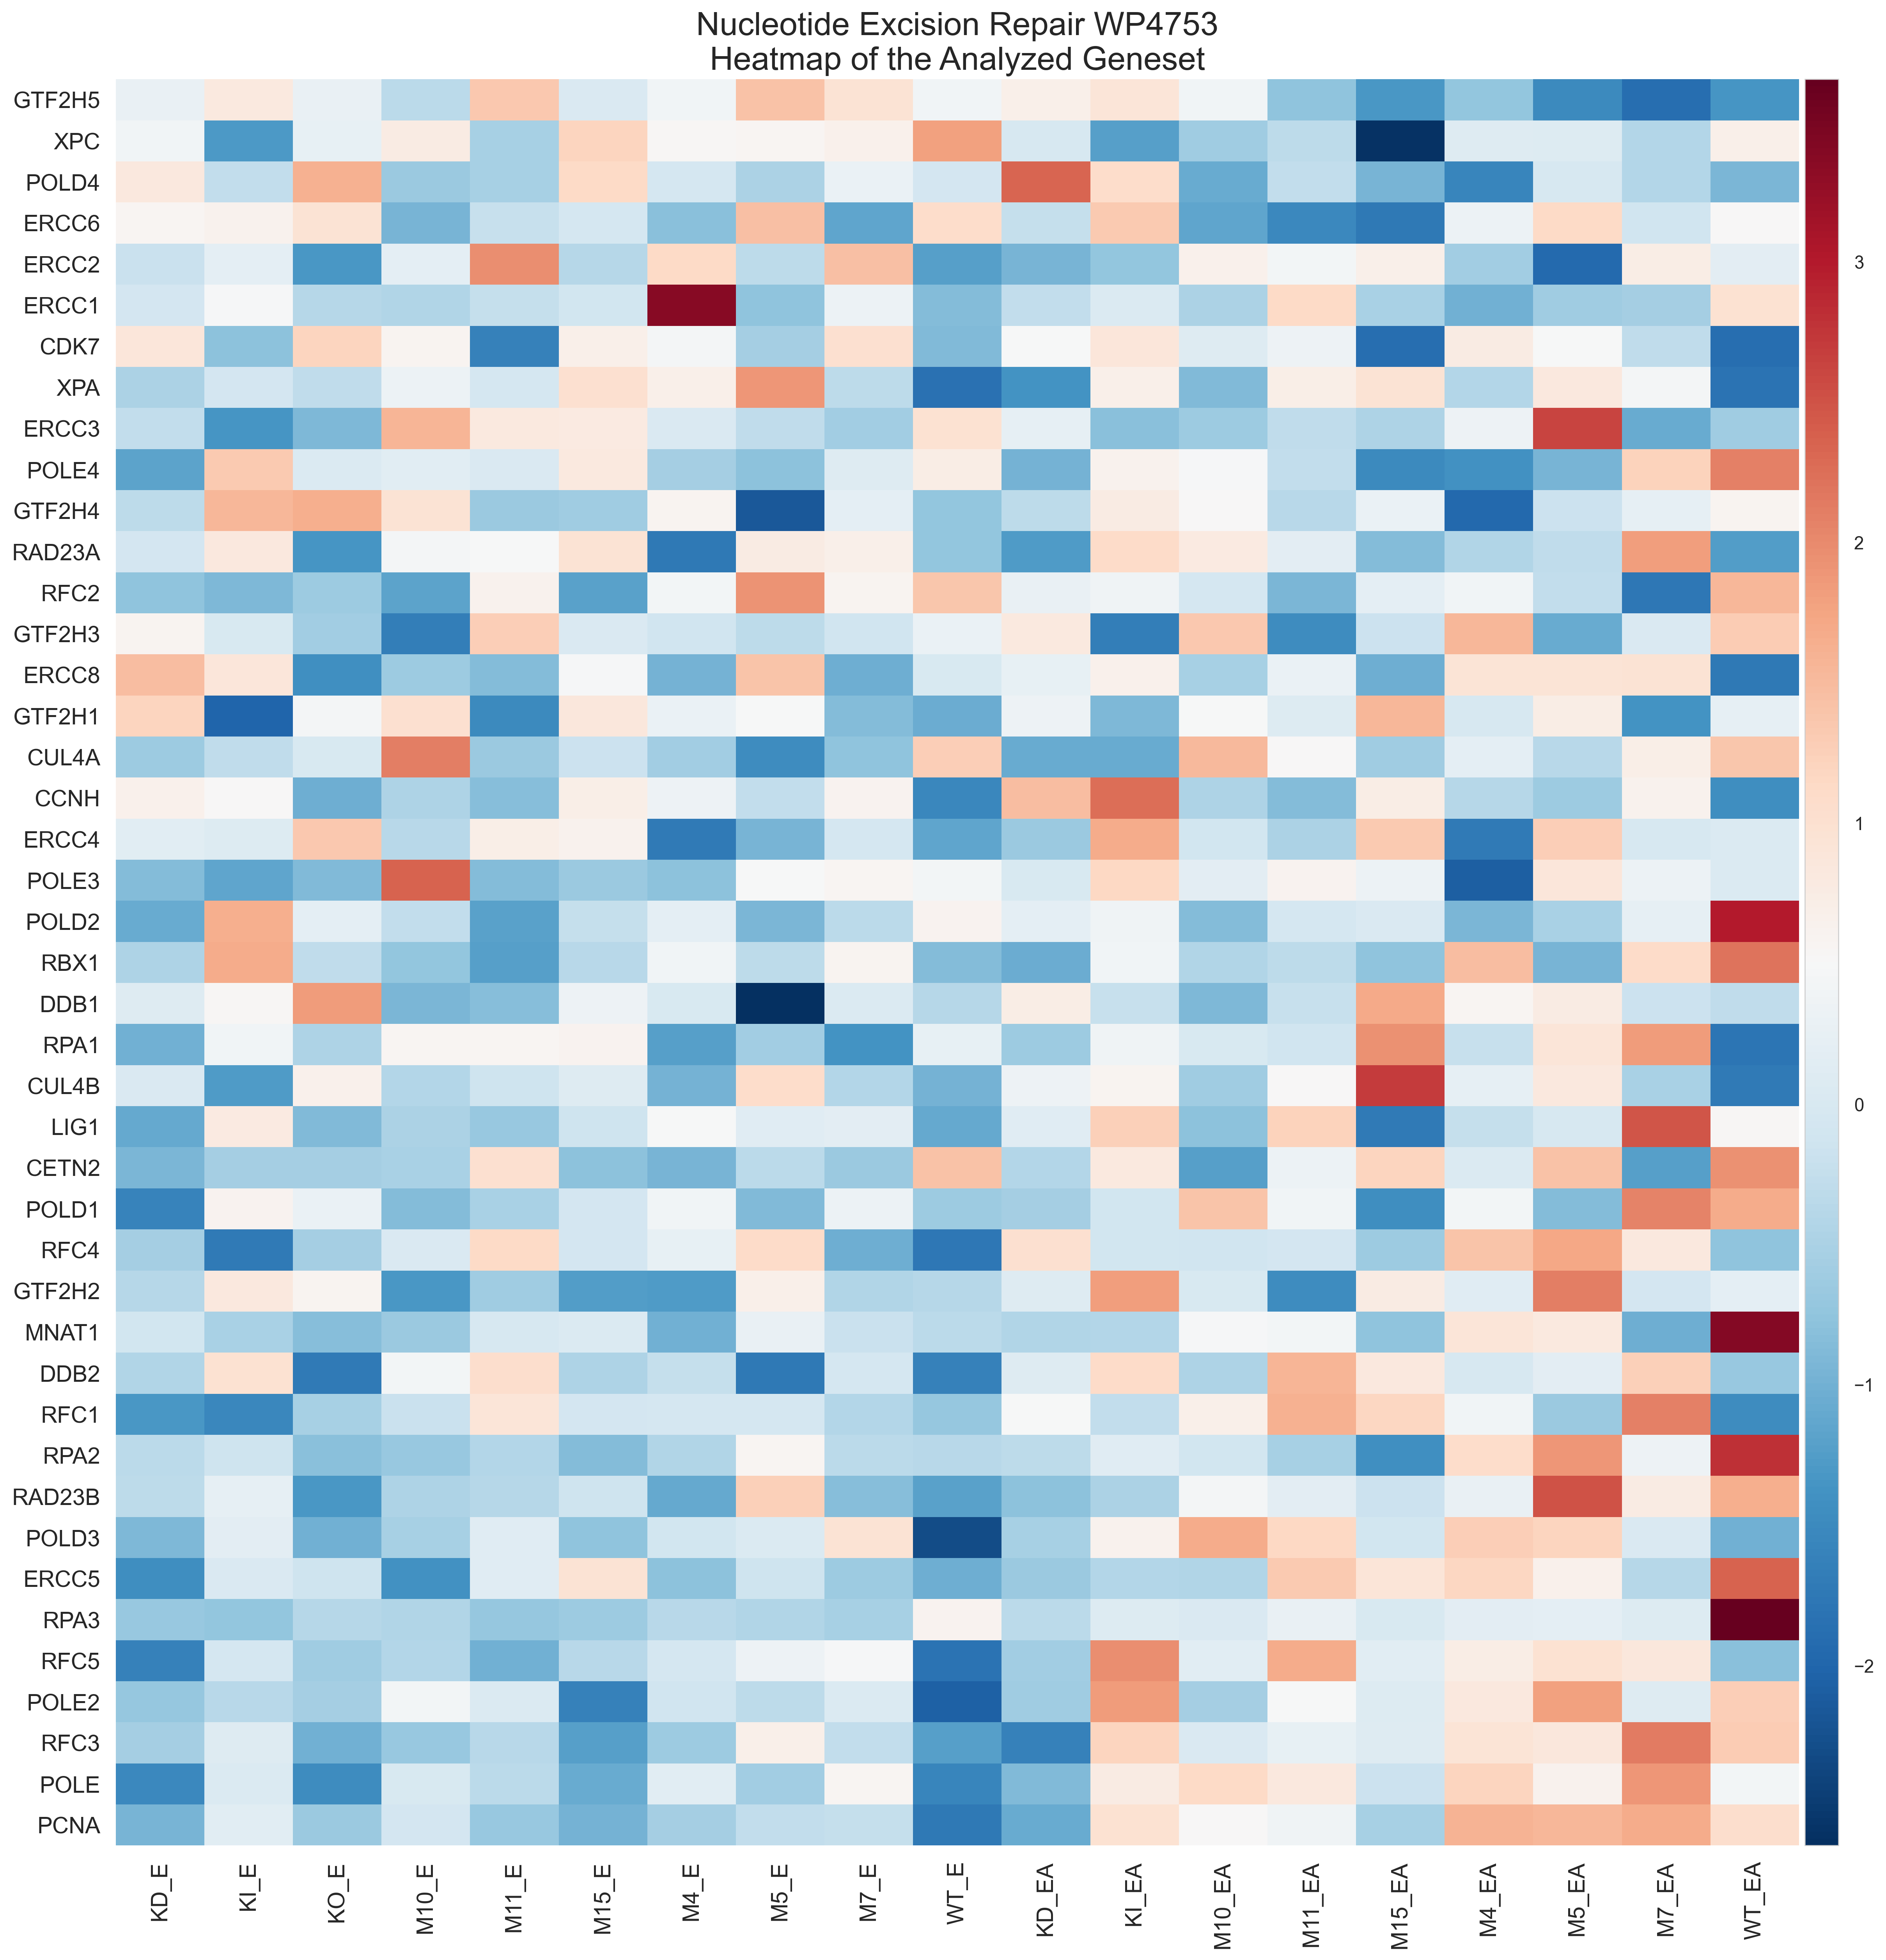 Nucleotide Excision Repair WP4753
Heatmap of the Analyzed Geneset
GTF2H5
XPC
POLD4
ERCC6
ERCC2
ERCC1
CDK7
XPA
ERCC3
POLE4
GTF2H4
RAD23A
RFC2
GTF2H3
ERCC8
GTF2H1
CUL4A
CCNH
ERCC4
POLE3
POLD2
RBX1
DDB1
RPA1
CUL4B
LIG1
CETN2
POLD1
RFC4
GTF2H2
MNAT1
DDB2
RFC1
RPA2
RAD23B
POLD3
ERCC5
RPA3
RFC5
POLE2
RFC3
POLE
PCNA
KD_E
KI_E
KO_E
M10_E
M11_E
M15_E
M4_E
M5_E
M7_E
WT_E
KD_EA
KI_EA
M10_EA
M11_EA
M15_EA
M4_EA
M5_EA
M7_EA
WT_EA
3
2
1
0
−1
−2